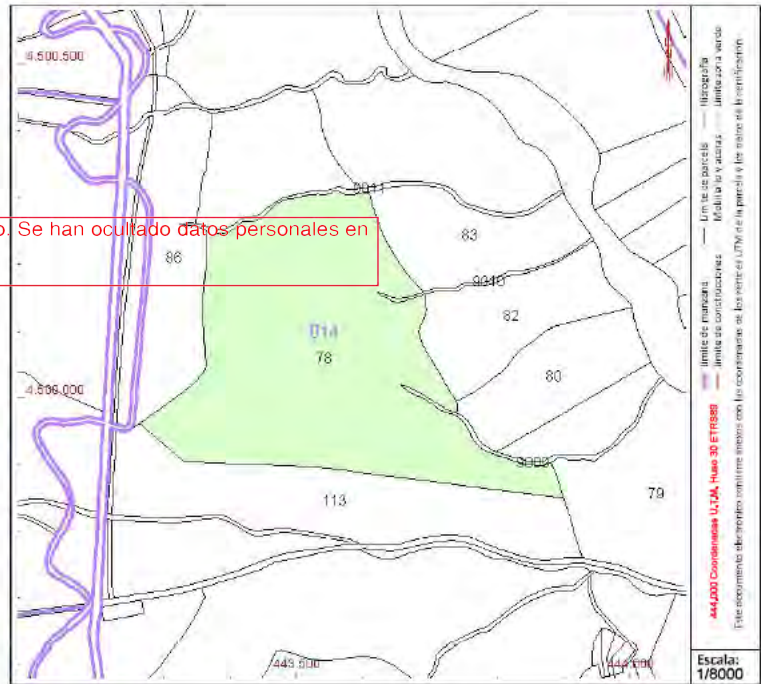 4.500.500
9011
o. Se han ocultado datos personales en
83
86
9010
82
014
78
80
4.500.000
9009
79
113
443.500
444.000
Límite de manzana
Límite de parcela
Hidrografía
Límite de construcciones
Mobiliario y aceras
Límite zona verde
444,000 Coordenadas U.T.M. Huso 30 ETRS89
Este documento electrónico contiene anexos con las coordenadas de los vértices UTM de la parcela y los datos de la certificación
Escala:
1/8000